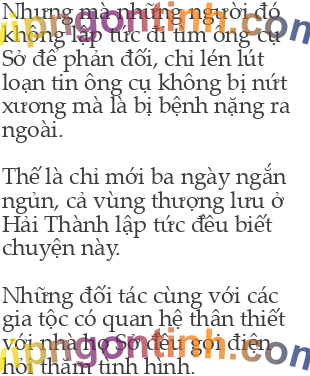 Nhưng mà những người đó
không lập tức đi tìm ông cụ
Sở để phản đối, chỉ lén lút
loạn tin ông cụ không bị nứt
xương mà là bị bệnh nặng ra
ngoài.
Thế là chỉ mới ba ngày ngắn
ngủn, cả vùng thượng lưu ở
Hải Thành lập tức đều biết
chuyện này.
Những đối tác cùng với các
gia tộc có quan hệ thân thiết
với nhà họ Sở đều gọi điện
hỏi thăm tình hình.